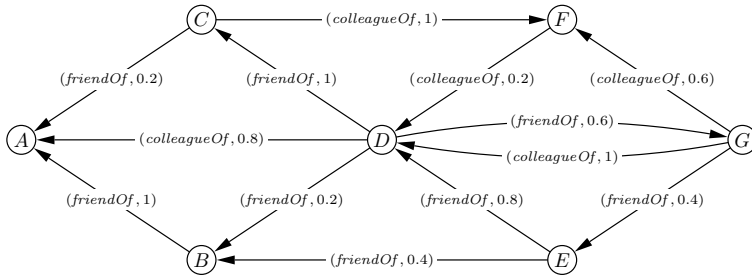 C (colleagueOf, 1) F
(friendOf, 0.2) (friendOf, 1) (colleagueOf, 0.2) (colleagueOf, 0.6)
(friendOf, 0.6)
A (colleagueOf, 0.8) D G
(colleagueOf, 1)
(friendOf, 1) (friendOf, 0.2) (friendOf, 0.8) (friendOf, 0.4)
B (friendOf, 0.4) E